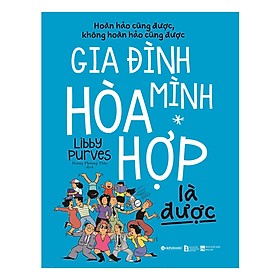 Hoàn hảo cũng được,
không hoàn hảo cũng được
GIA ĐÌNH
MÌNH
HÒA
HỢP
Libby
Purves
là
được